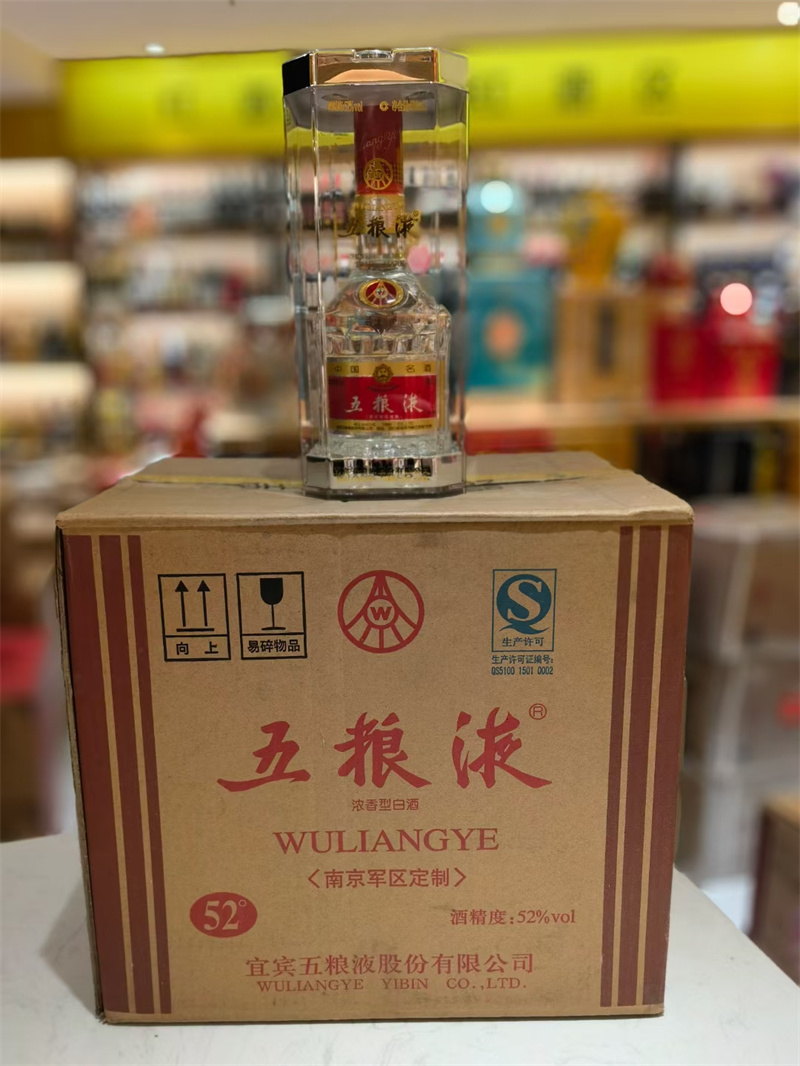 五粮液
中国名酒
五粮液
向上
易碎物品
W
S
生产许可
生产许可证编号:
QS5100 1501 0002
五粮液®
浓香型白酒
WULIANGYE
<南京军区定制>
52°
酒精度:52%vol
宜宾五粮液股份有限公司
WULIANGYE YIBIN CO.,LTD.